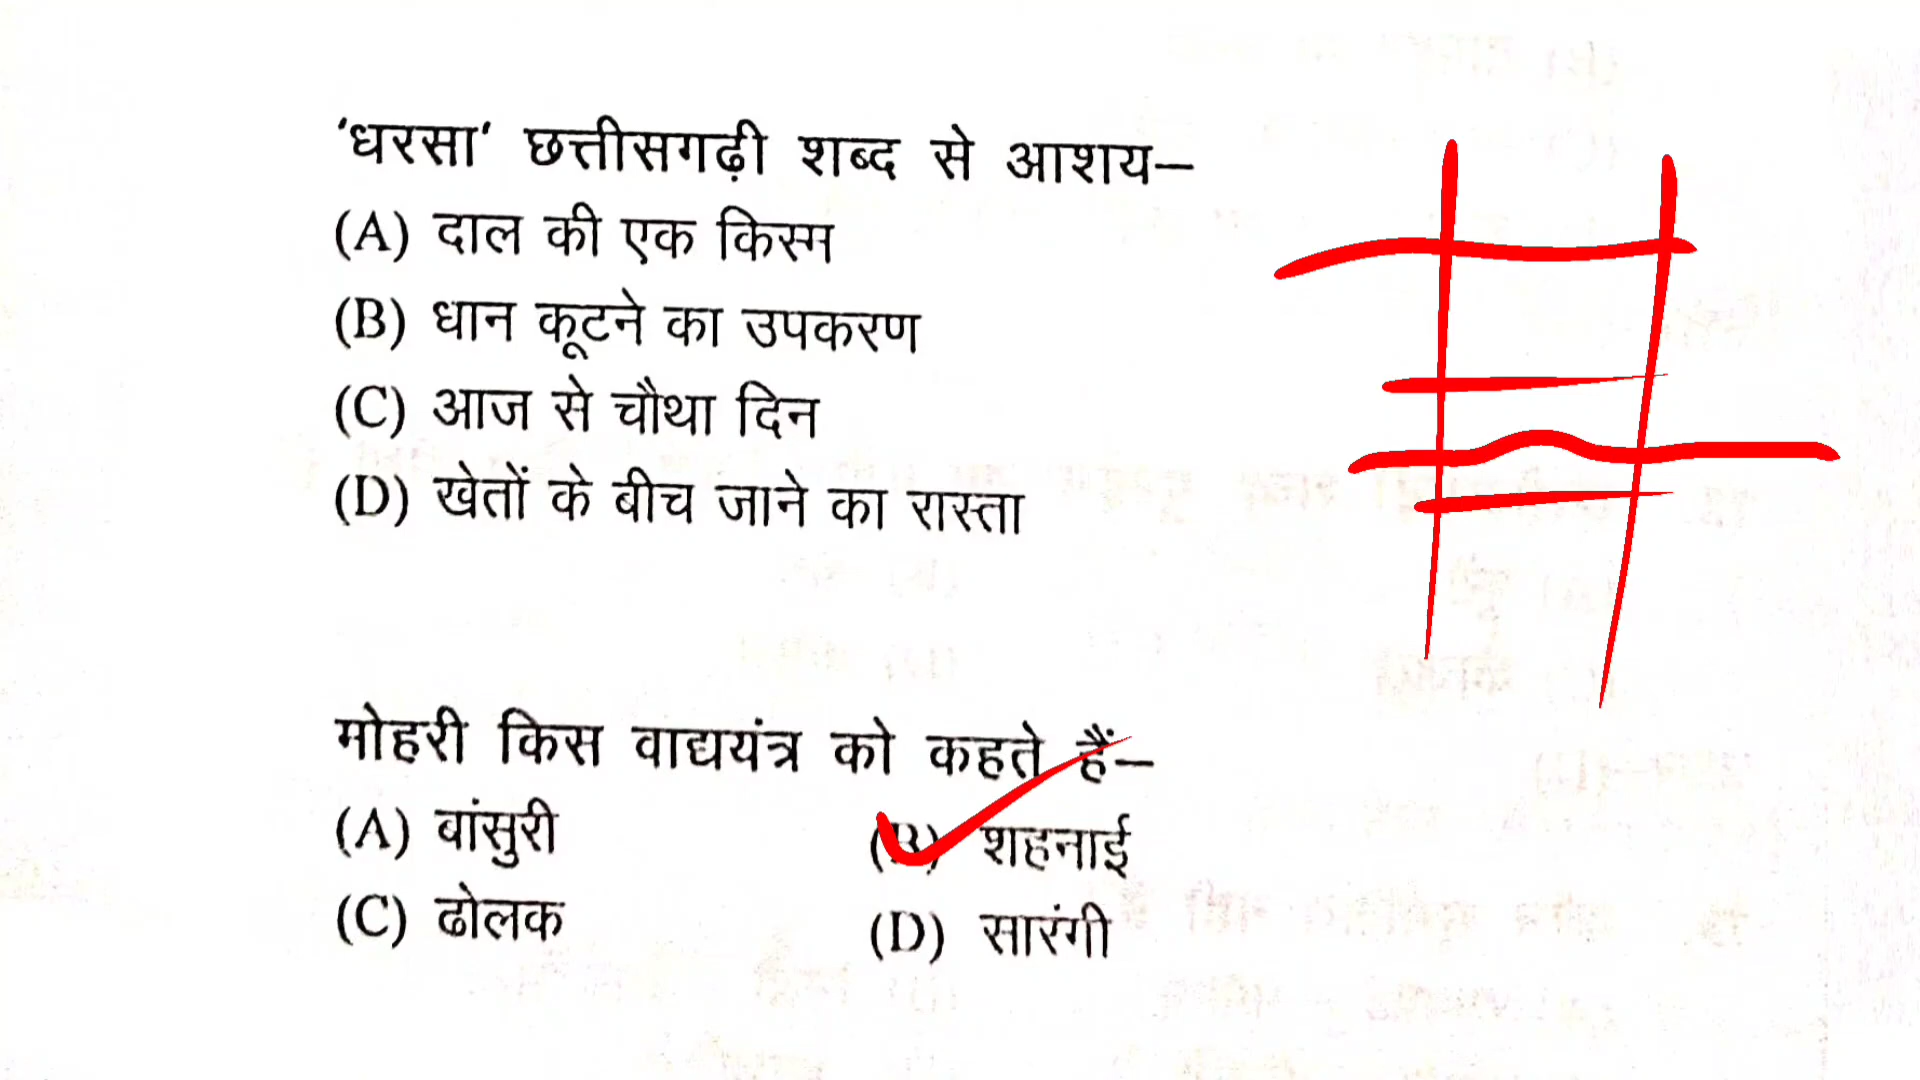 'धरसा' छत्तीसगढ़ी शब्द से आशय–
(A) दाल की एक किस्म
(B) धान कूटने का उपकरण
(C) आज से चौथा दिन
(D) खेतों के बीच जाने का रास्ता
मोहरी किस वाद्ययंत्र को कहते हैं–
(A) बांसुरी (B) शहनाई
(C) ढोलक (D) सारंगी